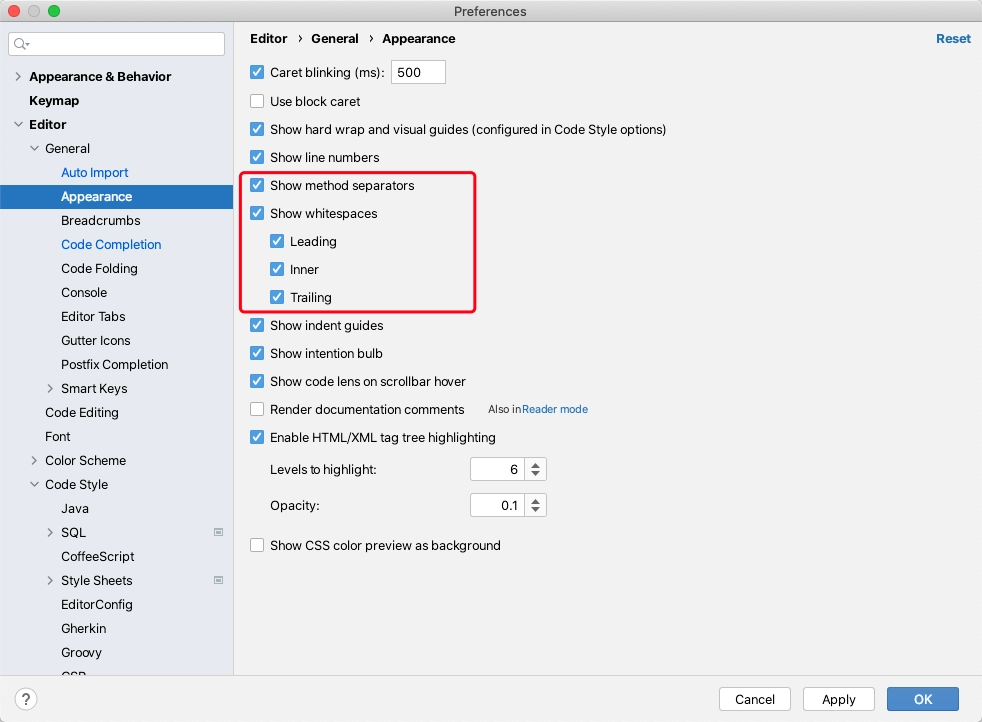 Preferences
Appearance & Behavior
Keymap
Editor
General
Auto Import
Appearance
Breadcrumbs
Code Completion
Code Folding
Console
Editor Tabs
Gutter Icons
Postfix Completion
Smart Keys
Code Editing
Font
Color Scheme
Code Style
Java
SQL
CoffeeScript
Style Sheets
EditorConfig
Gherkin
Groovy
Editor › General › Appearance Reset
Caret blinking (ms): 500
Use block caret
Show hard wrap and visual guides (configured in Code Style options)
Show line numbers
Show method separators
Show whitespaces
Leading
Inner
Trailing
Show indent guides
Show intention bulb
Show code lens on scrollbar hover
Render documentation comments Also in Reader mode
Enable HTML/XML tag tree highlighting
Levels to highlight: 6
Opacity: 0.1
Show CSS color preview as background
? Cancel Apply OK